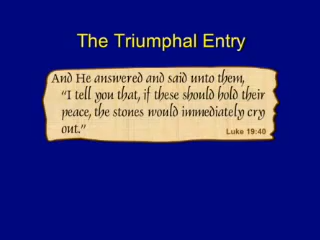 The Triumphal Entry
And He answered and said unto them,
“I tell you that, if these should hold their
peace, the stones would immediately cry
out.”
Luke 19:40